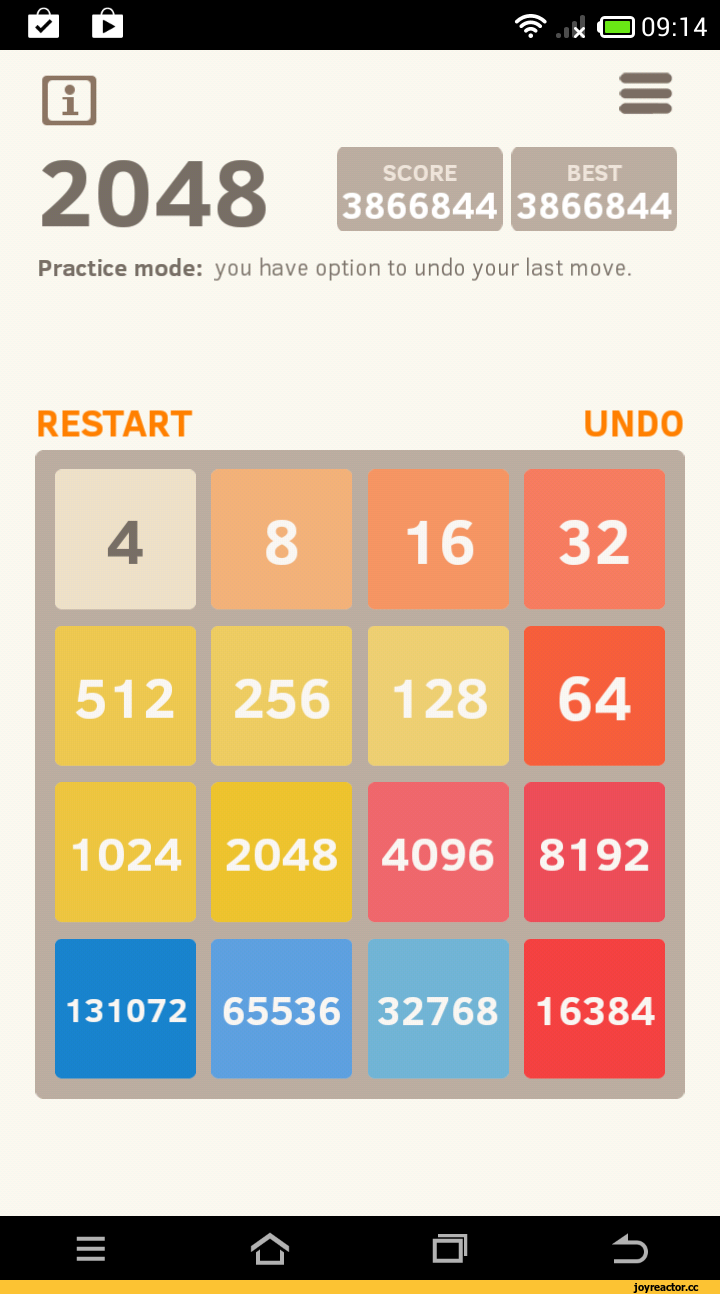 09:14
i
2048
SCORE
3866844
BEST
3866844
Practice mode: you have option to undo your last move.
RESTART
UNDO
4 8 16 32
512 256 128 64
1024 2048 4096 8192
131072 65536 32768 16384
joyreactor.cc